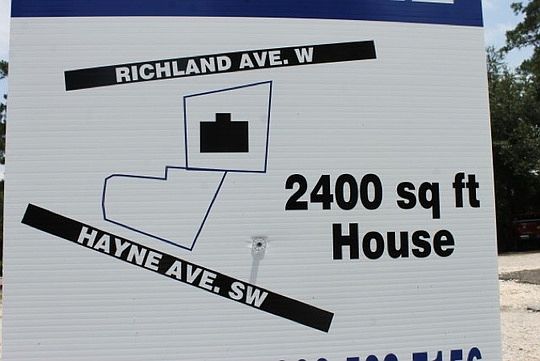 RICHLAND AVE. W
2400 sq ft
House
HAYNE AVE. SW